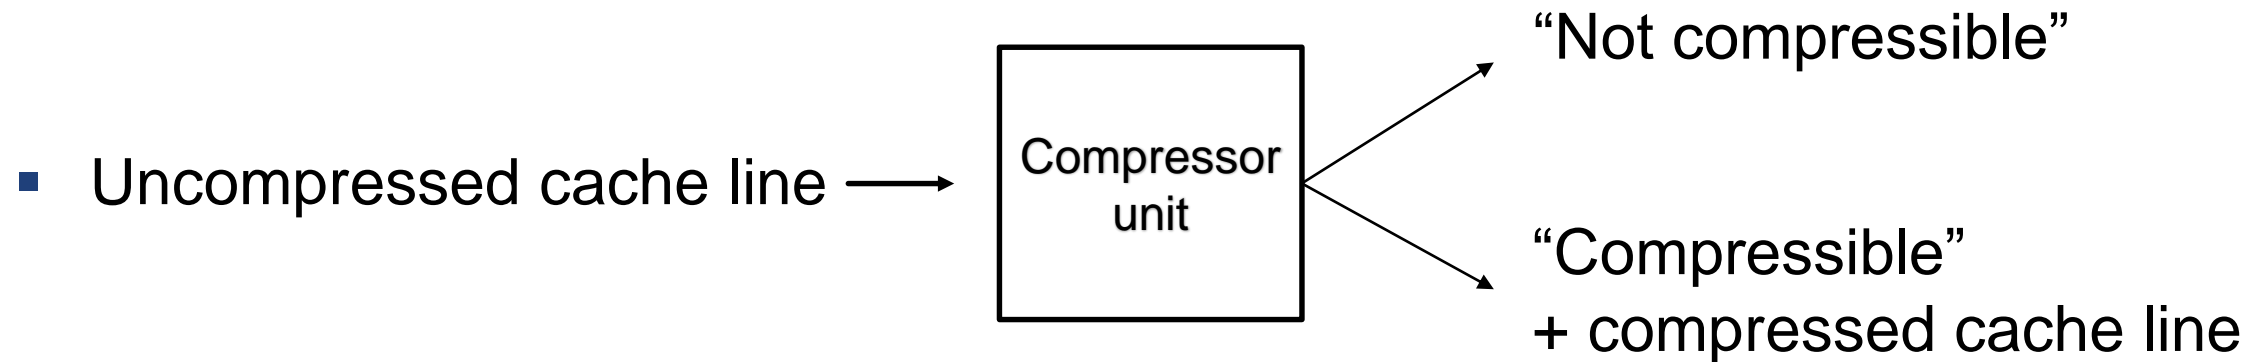 “Not compressible”
▪ Uncompressed cache line
Compressor
unit
“Compressible”
+ compressed cache line